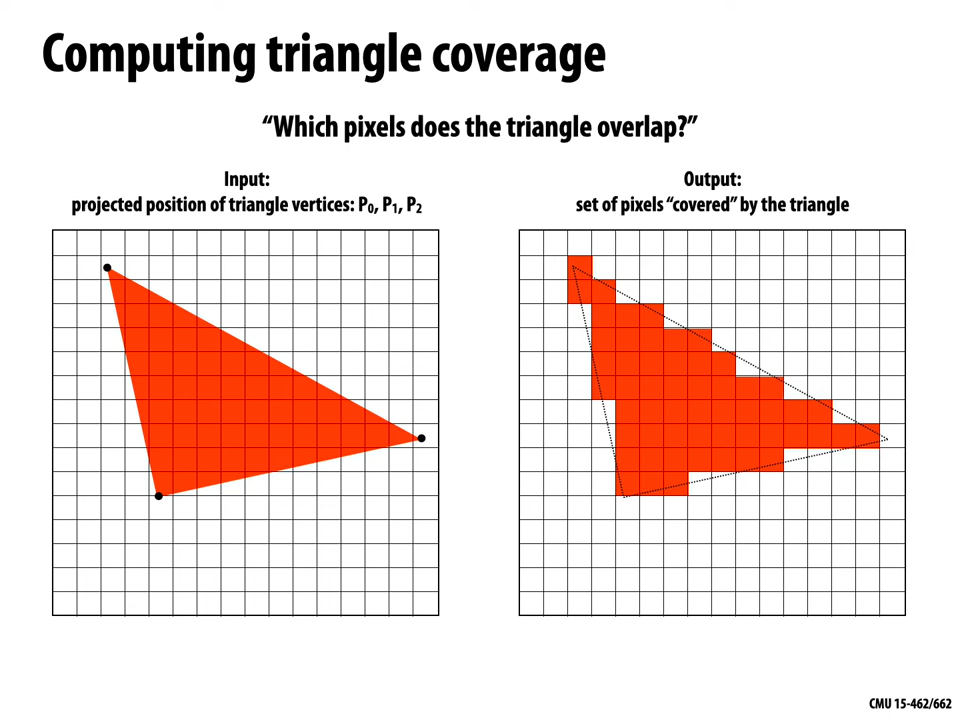 Computing triangle coverage
“Which pixels does the triangle overlap?”
Input:
projected position of triangle vertices: P₀, P₁, P₂
Output:
set of pixels “covered” by the triangle
CMU 15-462/662